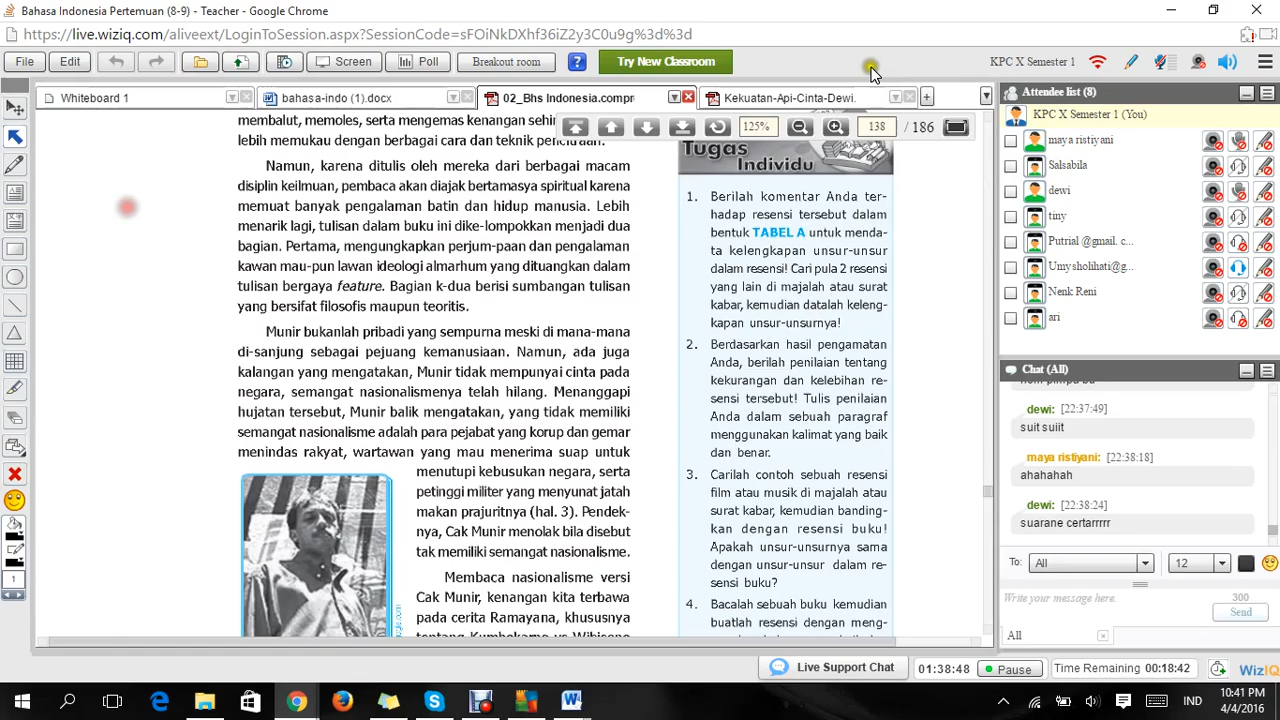 Bahasa Indonesia Pertemuan (8-9) - Teacher - Google Chrome
https://live.wiziq.com/aliveext/LoginToSession.aspx?SessionCode=sFOiNkDXhf36iZ2y3C0u9g%3d%3d
File Edit Screen Poll Breakout room ? Try New Classroom KPC X Semester 1
Whiteboard 1 bahasa-indo (1).docx 02_Bhs Indonesia.compr Kekuatan-Api-Cinta-Dewi.
125% 138 / 186
membalut, memoles, serta mengemas kenangan
lebih memukau dengan berbagai cara dan teknik
Namun, karena ditulis oleh mereka dari berbagai macam
disiplin keilmuan, pembaca akan diajak bertamasya spiritual karena
memuat banyak pengalaman batin dan hidup manusia. Lebih
menarik lagi, tulisan dalam buku ini dike-lompokkan menjadi dua
bagian. Pertama, mengungkapkan perjum-paan dan pengalaman
kawan mau-pun lawan ideologi almarhum yang dituangkan dalam
tulisan bergaya feature. Bagian k-dua berisi sumbangan tulisan
yang bersifat filosofis maupun teoritis.
Munir bukanlah pribadi yang sempurna meski di mana-mana
di-sanjung sebagai pejuang kemanusiaan. Namun, ada juga
kalangan yang mengatakan, Munir tidak mempunyai cinta pada
negara, semangat nasionalismenya telah hilang. Menanggapi
hujatan tersebut, Munir balik mengatakan, yang tidak memiliki
semangat nasionalisme adalah para pejabat yang korup dan gemar
menindas rakyat, wartawan yang mau menerima suap untuk
menutupi kebusukan negara, serta
petinggi militer yang menyunat jatah
makan prajuritnya (hal. 3). Pendek-
nya, Cak Munir menolak bila disebut
tak memiliki semangat nasionalisme.
Membaca nasionalisme versi
Cak Munir, kenangan kita terbawa
pada cerita Ramayana, khususnya
tentang Kumbokarno vs Wibisono
Tugas
Individu
1. Berilah komentar Anda ter-
hadap resensi tersebut dalam
bentuk TABEL A untuk menda-
ta kelengkapan unsur-unsur
dalam resensi! Cari pula 2 resensi
yang lain di majalah atau surat
kabar, kemudian datalah keleng-
kapan unsur-unsurnya!
2. Berdasarkan hasil pengamatan
Anda, berilah penilaian tentang
kekurangan dan kelebihan re-
sensi tersebut! Tulis penilaian
Anda dalam sebuah paragraf
menggunakan kalimat yang baik
dan benar.
3. Carilah contoh sebuah resensi
film atau musik di majalah atau
surat kabar, kemudian banding-
kan dengan resensi buku!
Apakah unsur-unsurnya sama
dengan unsur-unsur dalam re-
sensi buku?
4. Bacalah sebuah buku kemudian
buatlah resensi dengan meng-
Attendee list (8)
KPC X Semester 1 (You)
maya ristiyani
Salsabila
dewi
tiny
Putrial @gmail. c...
Umysholihati@g...
Nenk Reni
ari
Chat (All)
dewi: [22:37:49]
suit suiit
maya ristiyani: [22:38:18]
ahahahah
dewi: [22:38:24]
suarane certarrrrr
To: All 12
Write your message here. 300
Send
All
1
Live Support Chat 01:38:48 Pause Time Remaining 00:18:42 WizIQ
IND 10:41 PM
4/4/2016